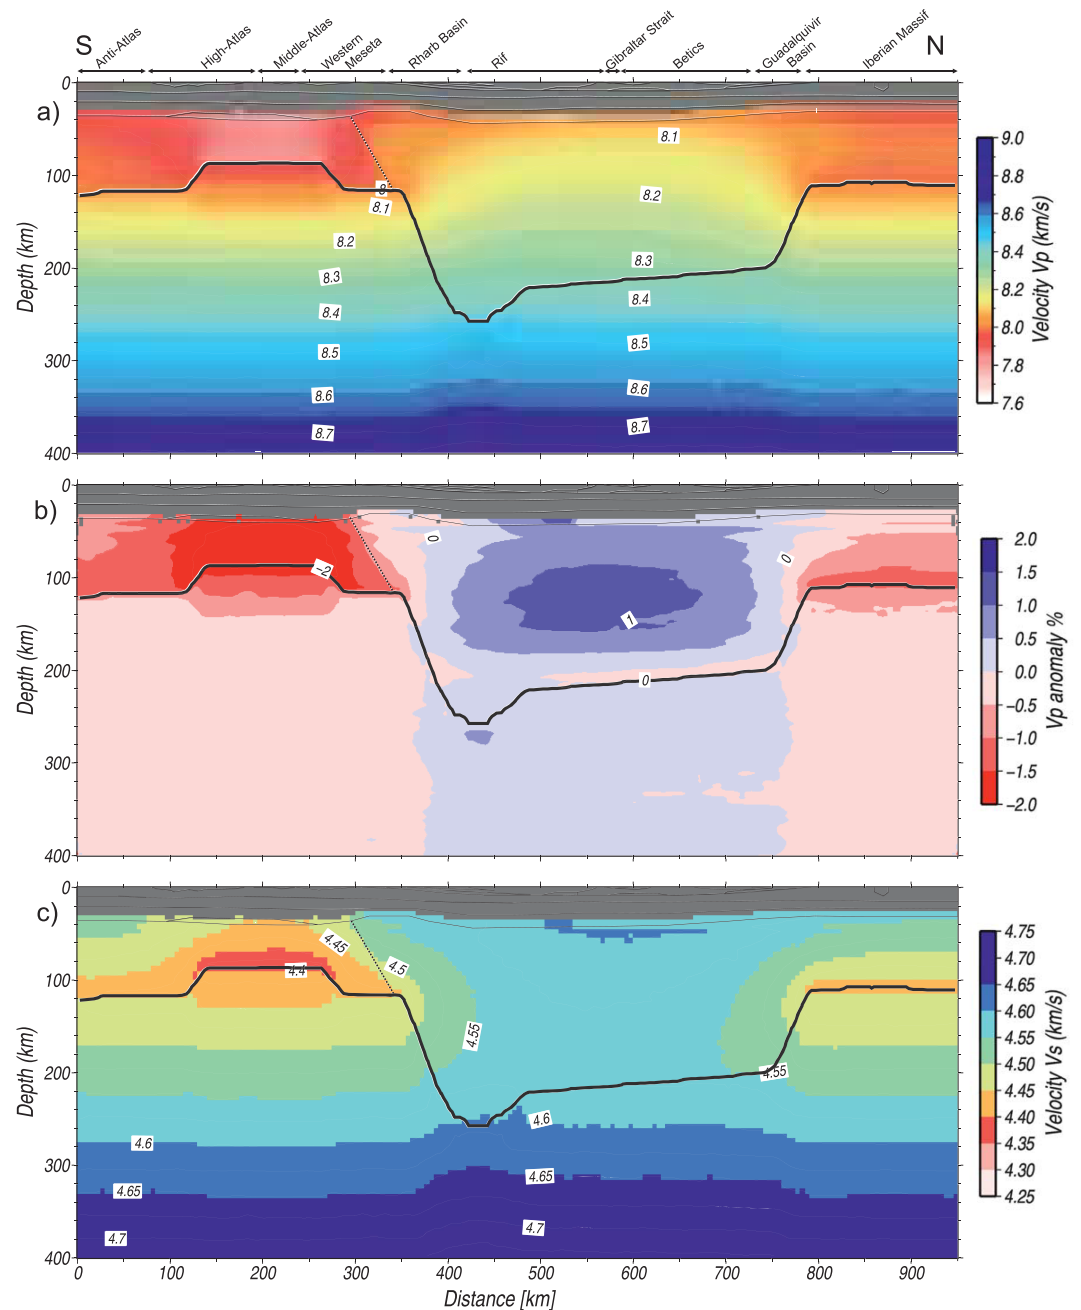 S
N
Anti-Atlas
High-Atlas
Middle-Atlas
Western
Meseta
Rharb Basin
Rif
Gibraltar Strait
Betics
Guadalquivir
Basin
Iberian Massif
a)
0
100
200
300
400
Depth (km)
8
8.1
8.2
8.3
8.4
8.5
8.6
8.7
8.1
8.2
8.3
8.4
8.5
8.6
8.7
9.0
8.8
8.6
8.4
8.2
8.0
7.8
7.6
Velocity Vp (km/s)
b)
0
100
200
300
400
Depth (km)
−2
0
1
0
0
2.0
1.5
1.0
0.5
0.0
−0.5
−1.0
−1.5
−2.0
Vp anomaly %
c)
0
100
200
300
400
Depth (km)
4.45
4.4
4.5
4.55
4.55
4.6
4.6
4.65
4.65
4.7
4.7
4.75
4.70
4.65
4.60
4.55
4.50
4.45
4.40
4.35
4.30
4.25
Velocity Vs (km/s)
0 100 200 300 400 500 600 700 800 900
Distance [km]